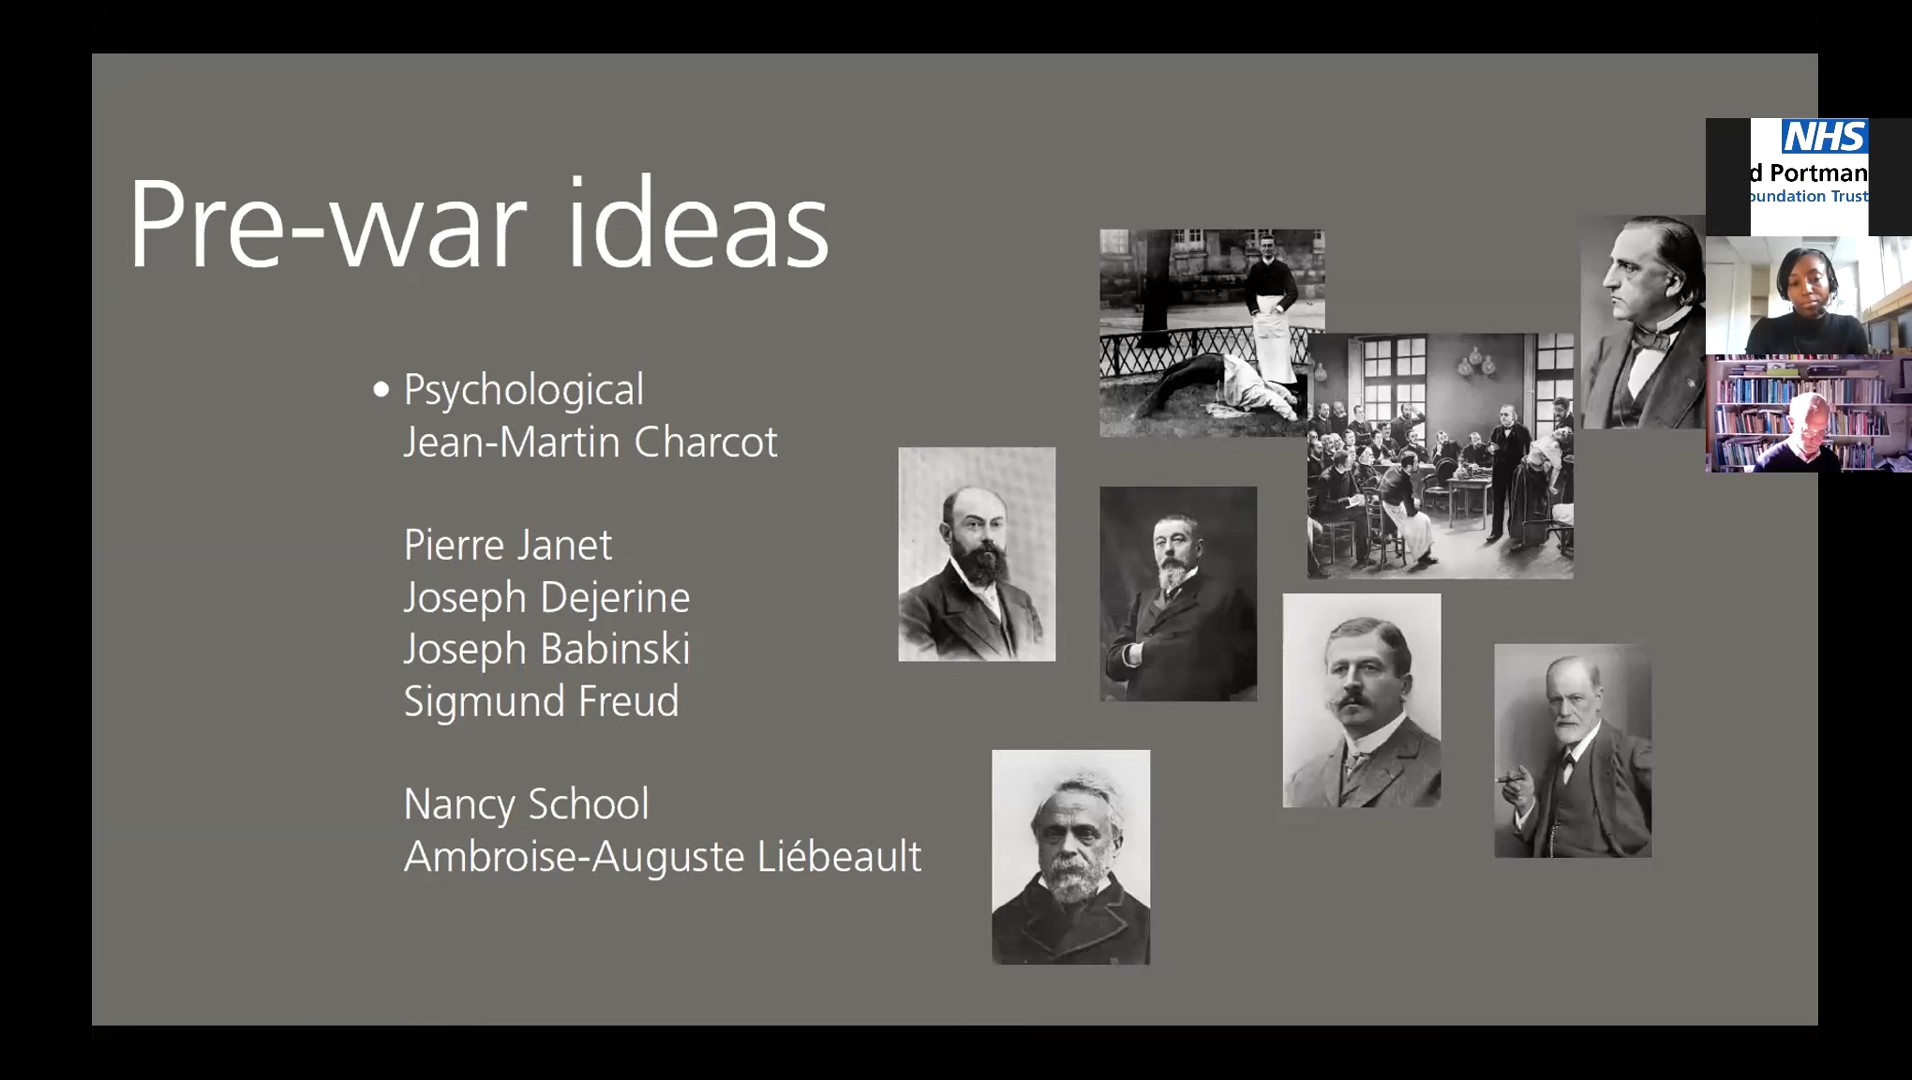 Pre-war ideas
• Psychological
Jean-Martin Charcot
Pierre Janet
Joseph Dejerine
Joseph Babinski
Sigmund Freud
Nancy School
Ambroise-Auguste Liébeault
NHS
d Portman
oundation Trust